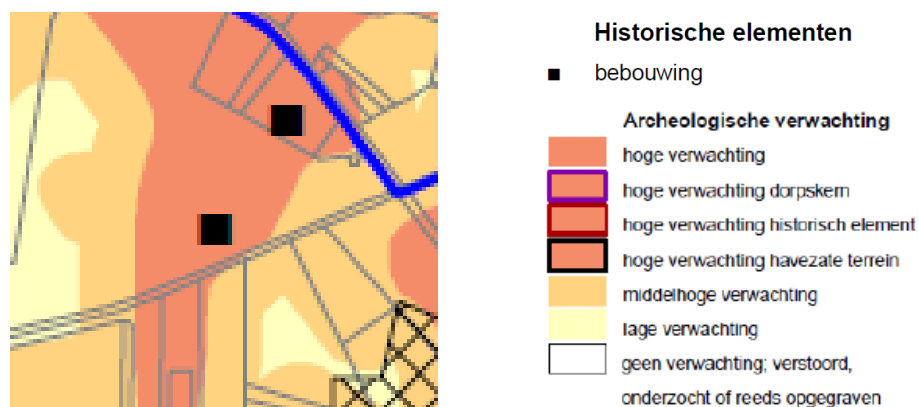 Historische elementen
bebouwing
Archeologische verwachting
hoge verwachting
hoge verwachting dorpskern
hoge verwachting historisch element
hoge verwachting havezate terrein
middelhoge verwachting
lage verwachting
geen verwachting; verstoord,
onderzocht of reeds opgegraven